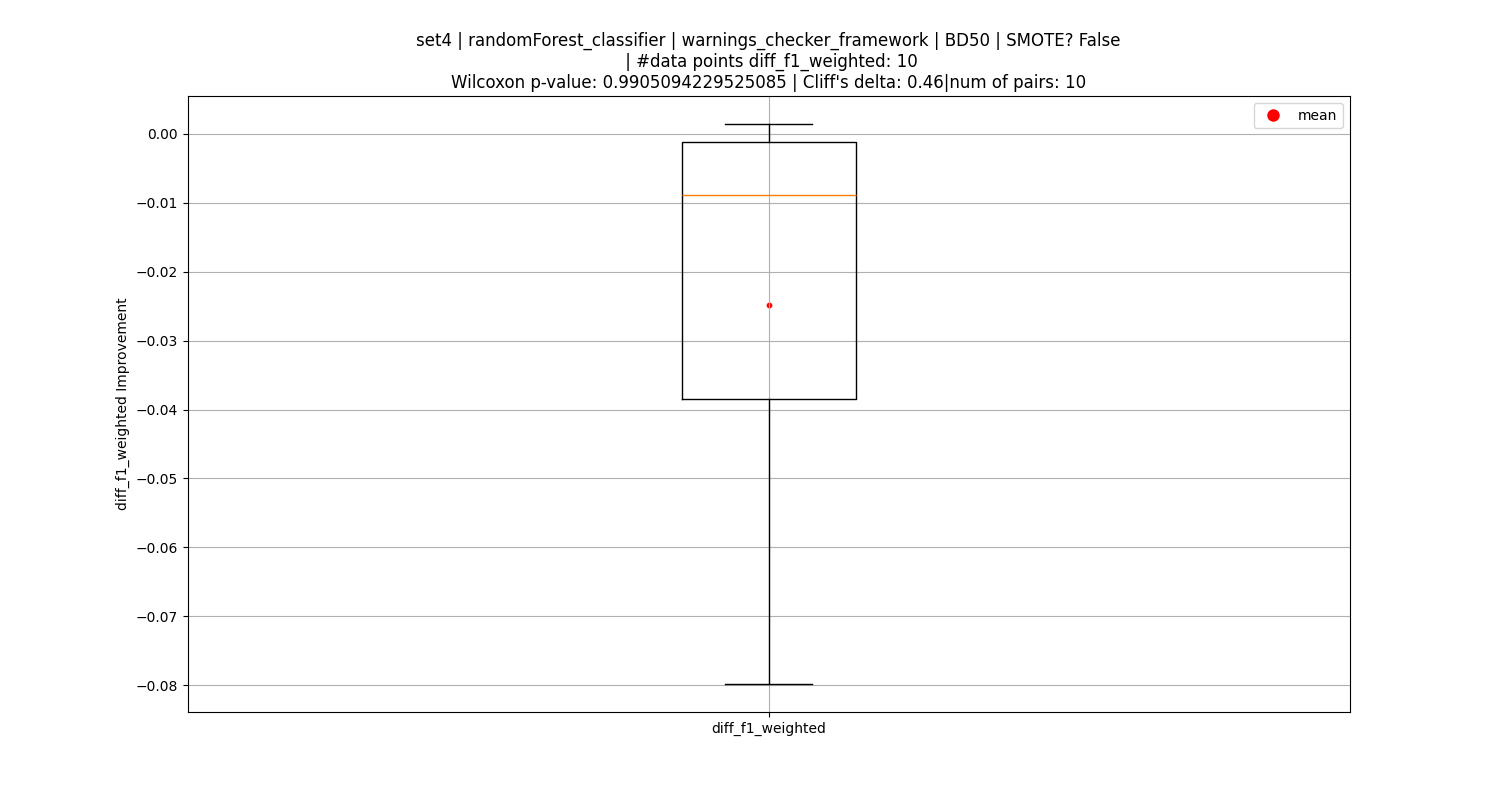 set4 | randomForest_classifier | warnings_checker_framework | BD50 | SMOTE? False
| #data points diff_f1_weighted: 10
Wilcoxon p-value: 0.9905094229525085 | Cliff's delta: 0.46|num of pairs: 10
mean
0.00
−0.01
−0.02
−0.03
−0.04
−0.05
−0.06
−0.07
−0.08
diff_f1_weighted Improvement
diff_f1_weighted